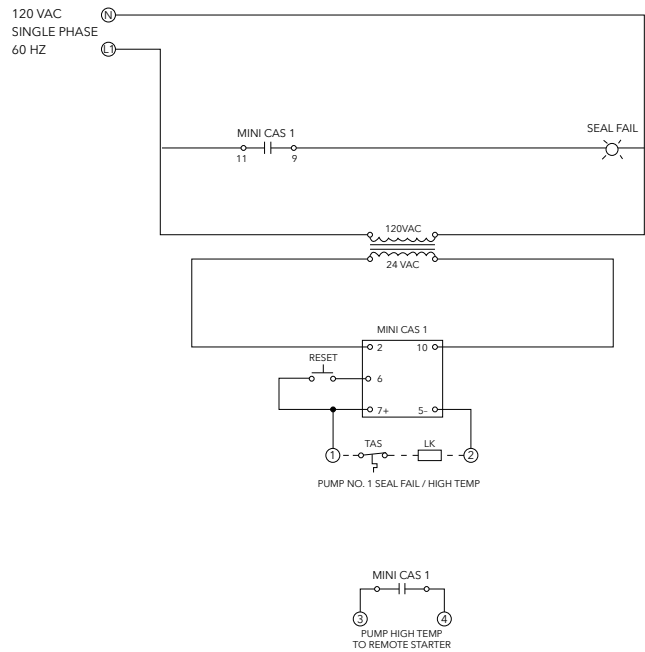 120 VAC
SINGLE PHASE
60 HZ
N
L1
MINI CAS 1
11
9
SEAL FAIL
120VAC
24 VAC
MINI CAS 1
2
10
RESET
6
7+
5-
1
TAS
LK
2
PUMP NO. 1 SEAL FAIL / HIGH TEMP
MINI CAS 1
3
4
PUMP HIGH TEMP
TO REMOTE STARTER